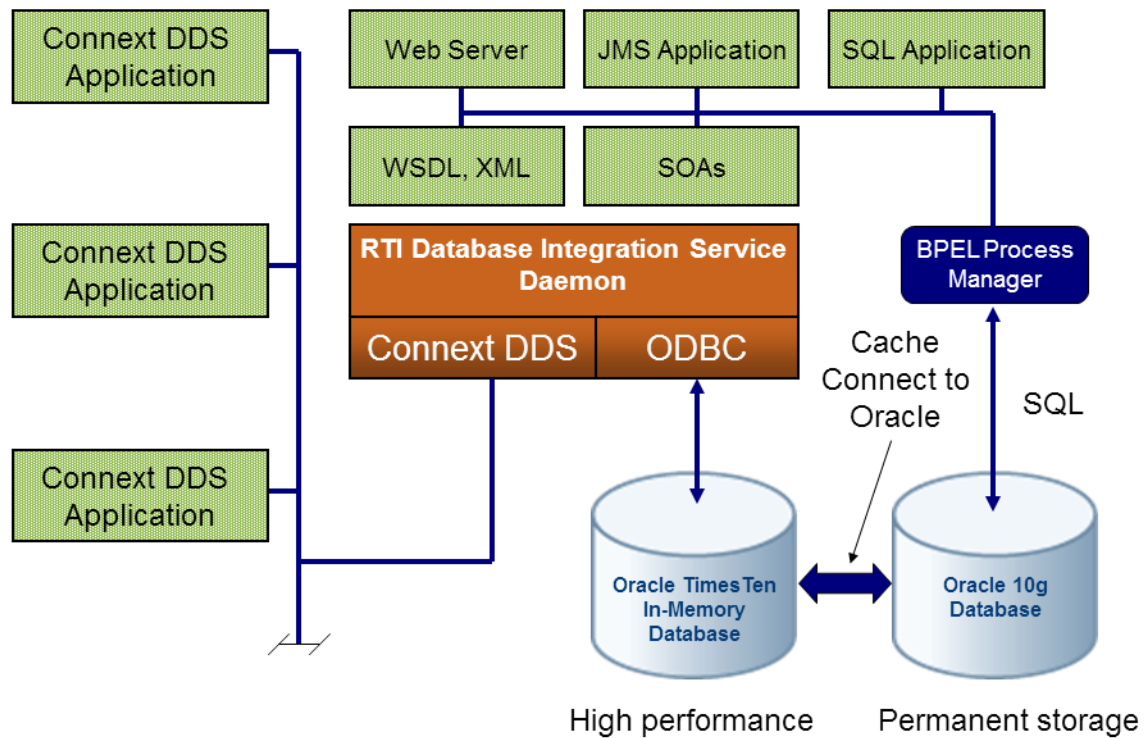 Connext DDS
Application
Web Server
JMS Application
SQL Application
WSDL, XML
SOAs
Connext DDS
Application
RTI Database Integration Service
Daemon
Connext DDS
ODBC
BPEL Process
Manager
Cache
Connect to
Oracle
SQL
Connext DDS
Application
Oracle TimesTen
In-Memory
Database
Oracle 10g
Database
High performance
Permanent storage